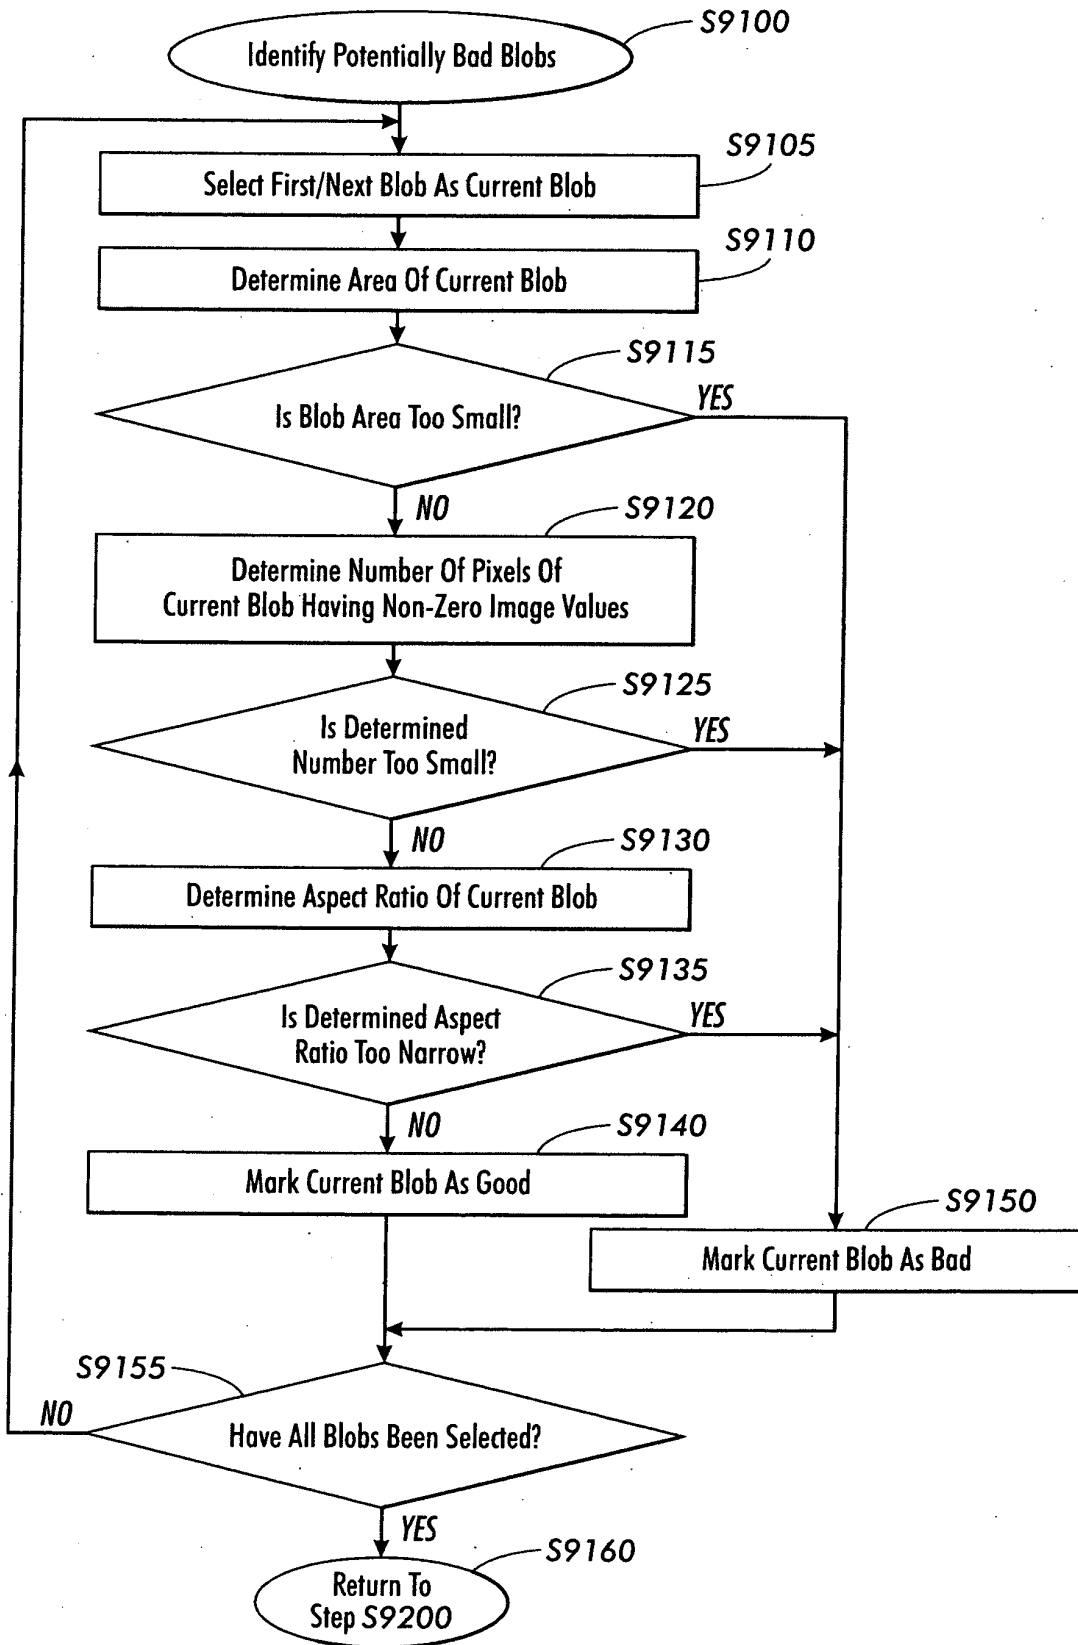 S9100
Identify Potentially Bad Blobs
S9105
Select First/Next Blob As Current Blob
S9110
Determine Area Of Current Blob
S9115
Is Blob Area Too Small?
YES
NO
S9120
Determine Number Of Pixels Of
Current Blob Having Non-Zero Image Values
S9125
Is Determined
Number Too Small?
YES
NO
S9130
Determine Aspect Ratio Of Current Blob
S9135
Is Determined Aspect
Ratio Too Narrow?
YES
NO
S9140
Mark Current Blob As Good
S9150
Mark Current Blob As Bad
S9155
NO
Have All Blobs Been Selected?
YES
S9160
Return To
Step S9200